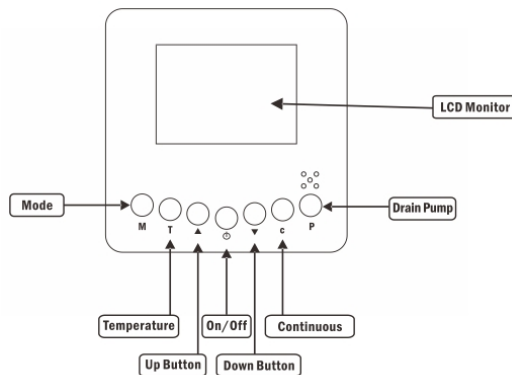 LCD Monitor
Mode
Drain Pump
M
T
▲
▼
c
P
Temperature
On/Off
Continuous
Up Button
Down Button